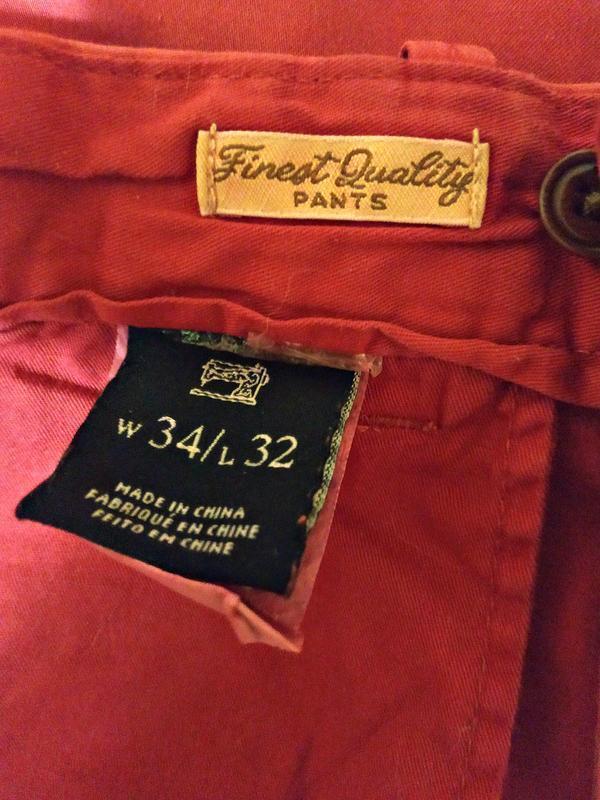 Finest Quality
PANTS
W 34/L 32
MADE IN CHINA
FABRIQUÉ EN CHINE
FEITO EM CHINE